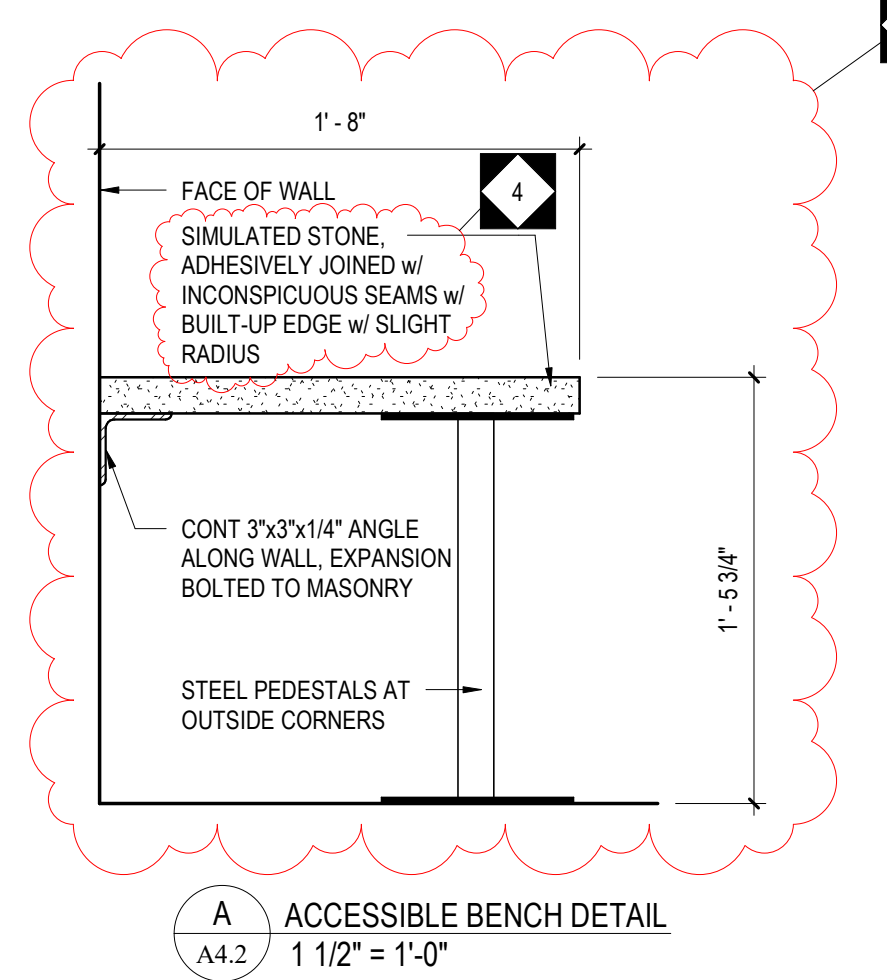 1' - 8"
FACE OF WALL
4
SIMULATED STONE,
ADHESIVELY JOINED w/
INCONSPICUOUS SEAMS w/
BUILT-UP EDGE w/ SLIGHT
RADIUS
CONT 3"x3"x1/4" ANGLE
ALONG WALL, EXPANSION
BOLTED TO MASONRY
1' - 5 3/4"
STEEL PEDESTALS AT
OUTSIDE CORNERS
A
A4.2
ACCESSIBLE BENCH DETAIL
1 1/2" = 1'-0"